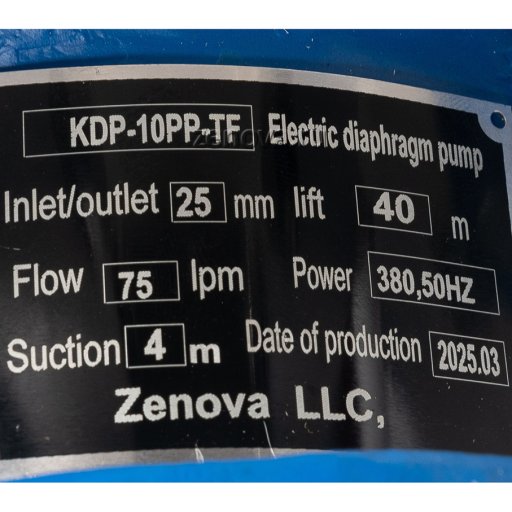 KDP-10PP-TF Electric diaphragm pump
zenova
Inlet/outlet 25 mm lift 40 m
Flow 75 lpm Power 380,50HZ
Suction 4 m Date of production 2025.03
Zenova LLC,